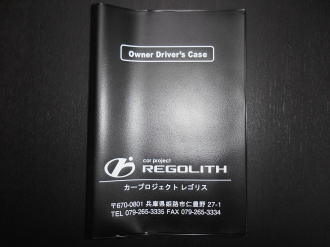 Owner Driver's Case
car project
REGOLITH
カープロジェクト レゴリス
〒670-0801 兵庫県姫路市仁豊野 27-1
TEL 079-265-3335 FAX 079-265-3334